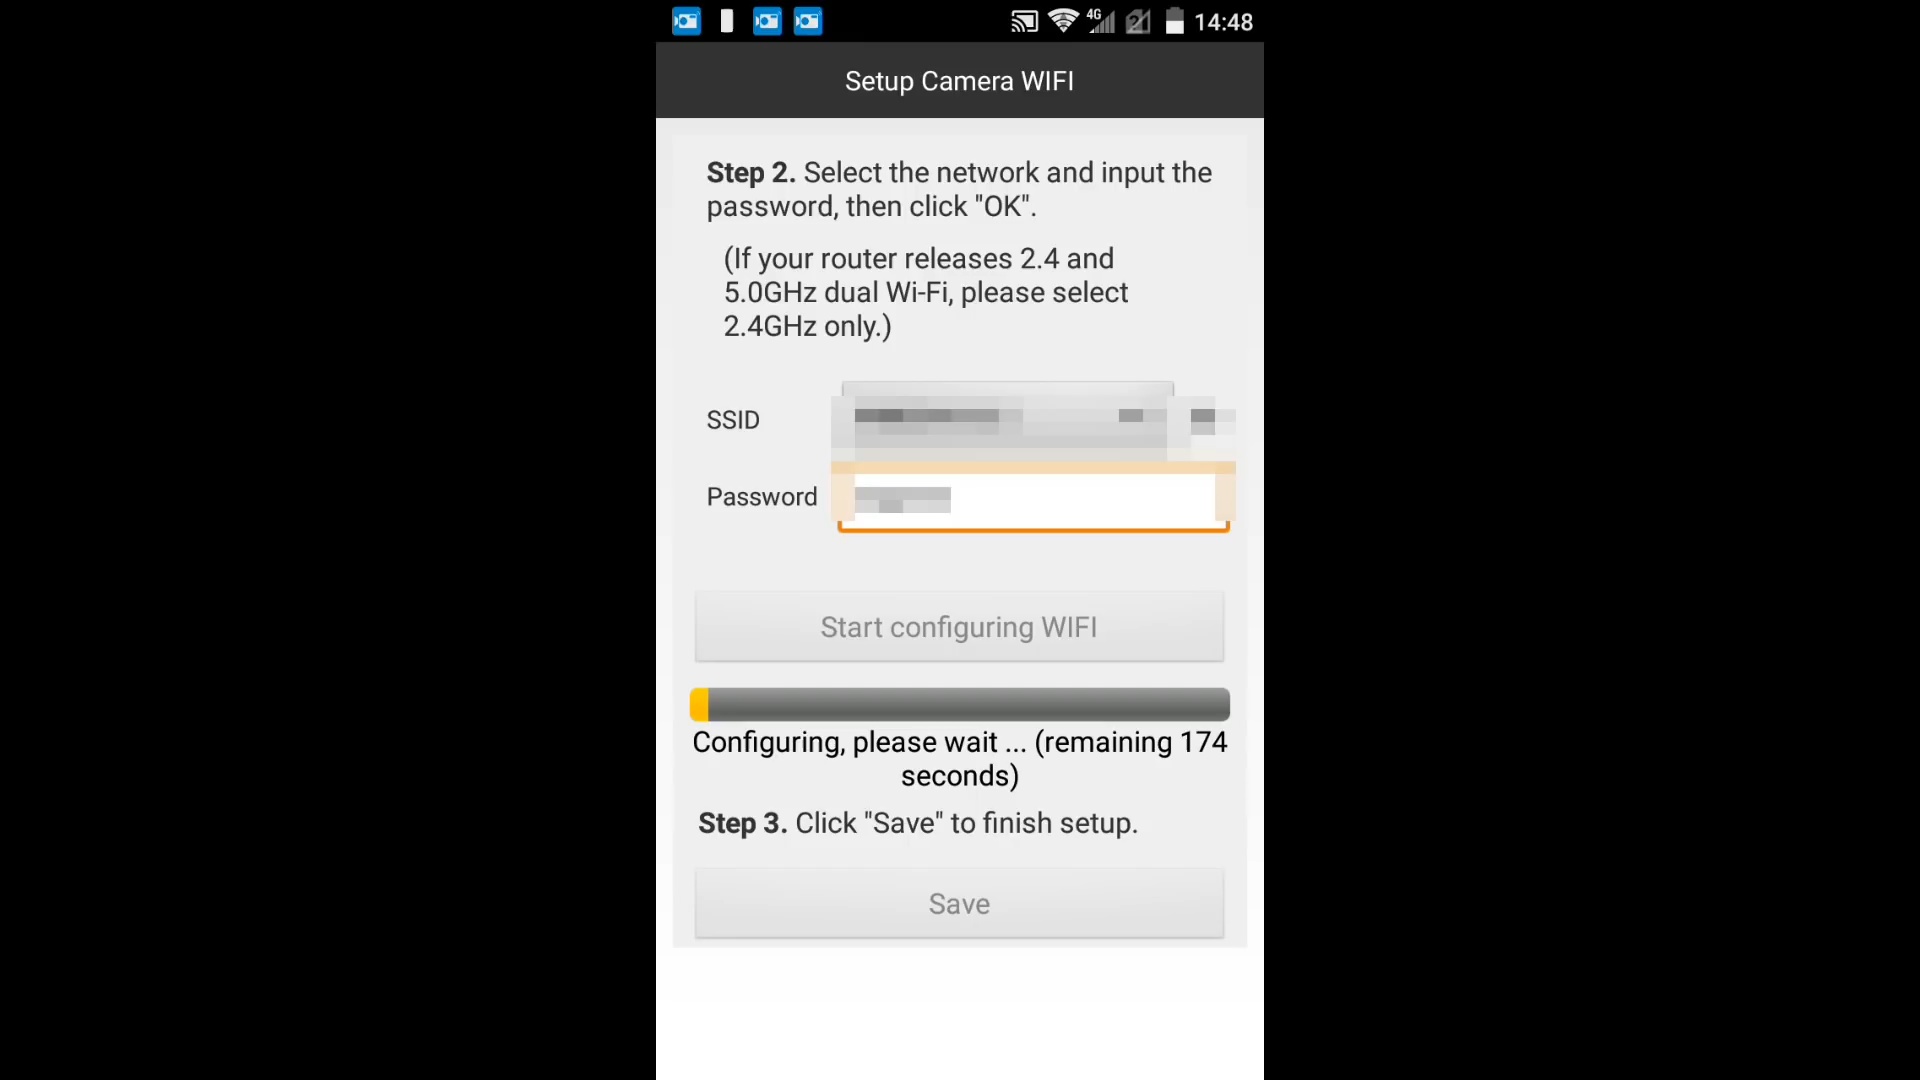 4G 14:48
Setup Camera WIFI
Step 2. Select the network and input the
password, then click "OK".
(If your router releases 2.4 and
5.0GHz dual Wi-Fi, please select
2.4GHz only.)
SSID
Password
Start configuring WIFI
Configuring, please wait ... (remaining 174
seconds)
Step 3. Click "Save" to finish setup.
Save